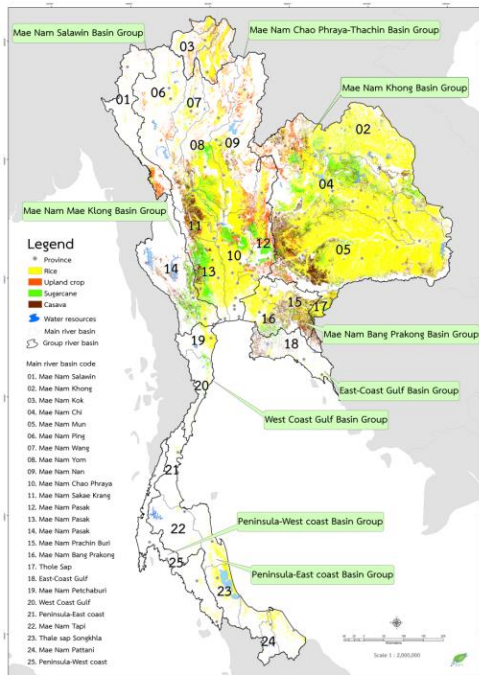 Mae Nam Salawin Basin Group
Mae Nam Chao Phraya-Thachin Basin Group
03
Mae Nam Khong Basin Group
01
06
07
02
08
09
04
Mae Nam Mae Klong Basin Group
11
12
05
10
14
13
15
17
16
Mae Nam Bang Prakong Basin Group
18
19
East-Coast Gulf Basin Group
20
West Coast Gulf Basin Group
21
22
Peninsula-West coast Basin Group
25
Peninsula-East coast Basin Group
23
24
Legend
Province
Rice
Upland crop
Sugarcane
Casava
Water resources
Main river basin
Group river basin
Main river basin code
01. Mae Nam Salawin
02. Mae Nam Khong
03. Mae Nam Kok
04. Mae Nam Chi
05. Mae Nam Mun
06. Mae Nam Ping
07. Mae Nam Wang
08. Mae Nam Yom
09. Mae Nam Nan
10. Mae Nam Chao Phraya
11. Mae Nam Sakae Krang
12. Mae Nam Pasak
13. Mae Nam Pasak
14. Mae Nam Pasak
15. Mae Nam Prachin Buri
16. Mae Nam Bang Prakong
17. Thole Sap
18. East-Coast Gulf
19. Mae Nam Petchaburi
20. West Coast Gulf
21. Peninsula-East coast
22. Mae Nam Tapi
23. Thale sap Songkhla
24. Mae Nam Pattani
25. Peninsula-West coast
Scale 1 : 2,000,000